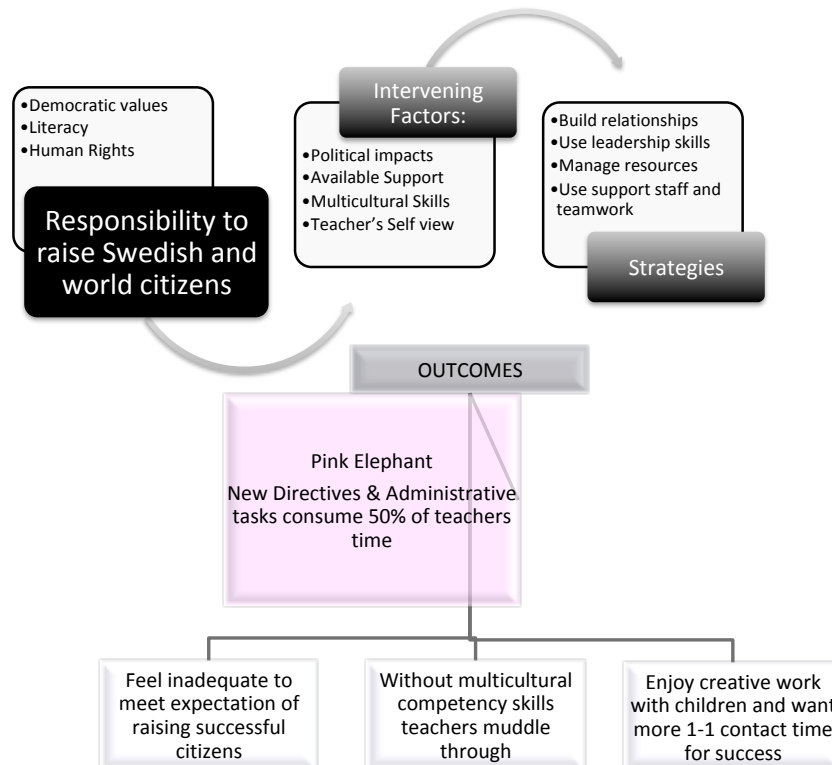 •Democratic values
•Literacy
•Human Rights
Responsibility to
raise Swedish and
world citizens
Intervening
Factors:
•Political impacts
•Available Support
•Multicultural Skills
•Teacher's Self view
•Build relationships
•Use leadership skills
•Manage resources
•Use support staff and
teamwork
Strategies
OUTCOMES
Pink Elephant
New Directives & Administrative
tasks consume 50% of teachers
time
Feel inadequate to
meet expectation of
raising successful
citizens
Without multicultural
competency skills
teachers muddle
through
Enjoy creative work
with children and want
more 1-1 contact time
for success